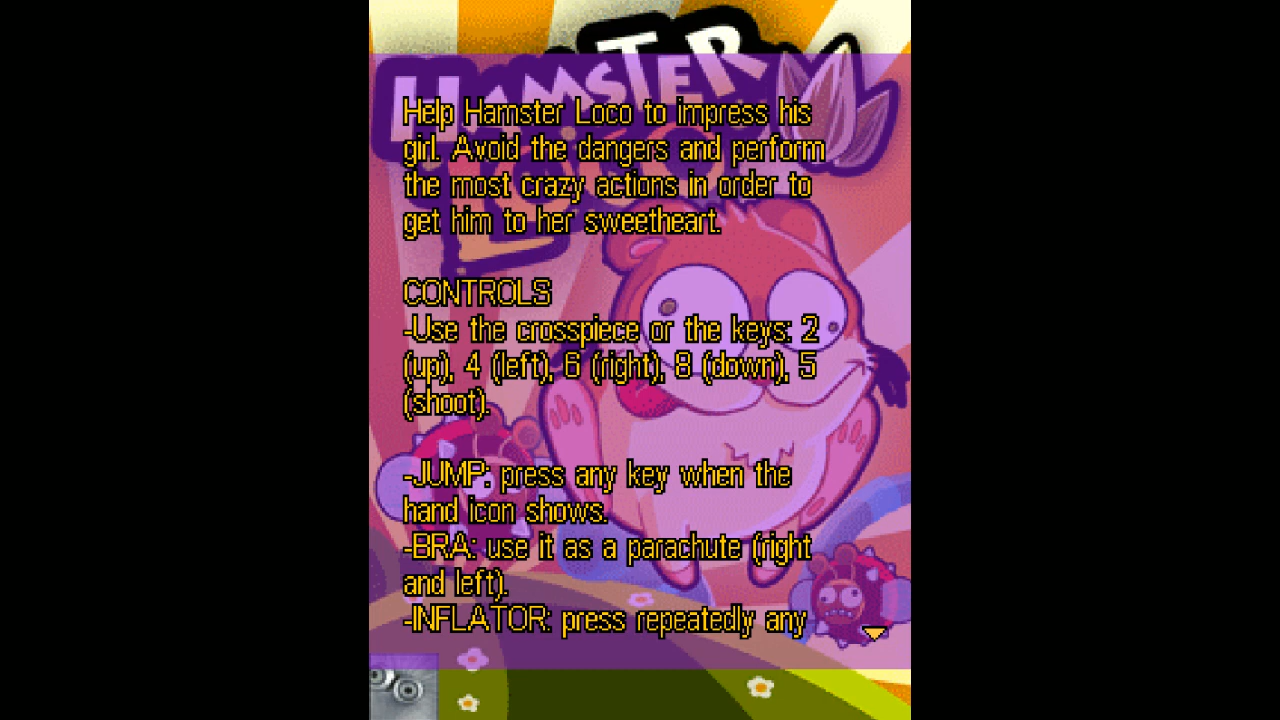 HAMSTER
LOCO
Help Hamster Loco to impress his
girl. Avoid the dangers and perform
the most crazy actions in order to
get him to her sweetheart.
CONTROLS
-Use the crosspiece or the keys: 2
(up), 4 (left), 6 (right), 8 (down), 5
(shoot).
-JUMP: press any key when the
hand icon shows.
-BRA: use it as a parachute (right
and left).
-INFLATOR: press repeatedly any